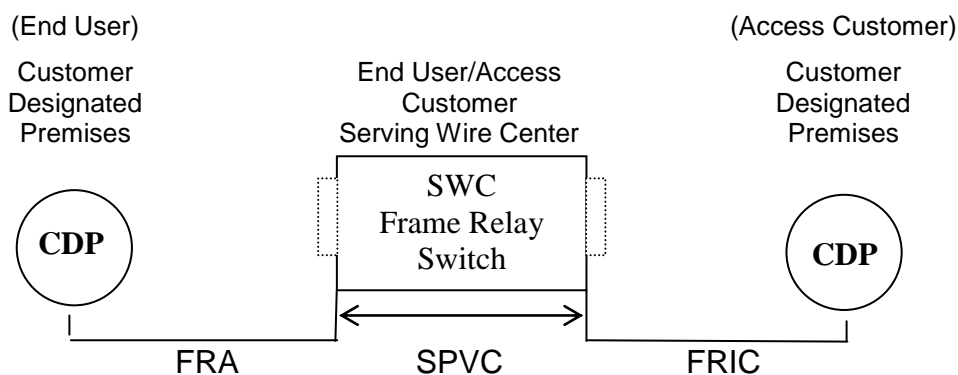 (End User)
(Access Customer)
Customer
Designated
Premises
End User/Access
Customer
Serving Wire Center
Customer
Designated
Premises
CDP
SWC
Frame Relay
Switch
CDP
FRA
SPVC
FRIC